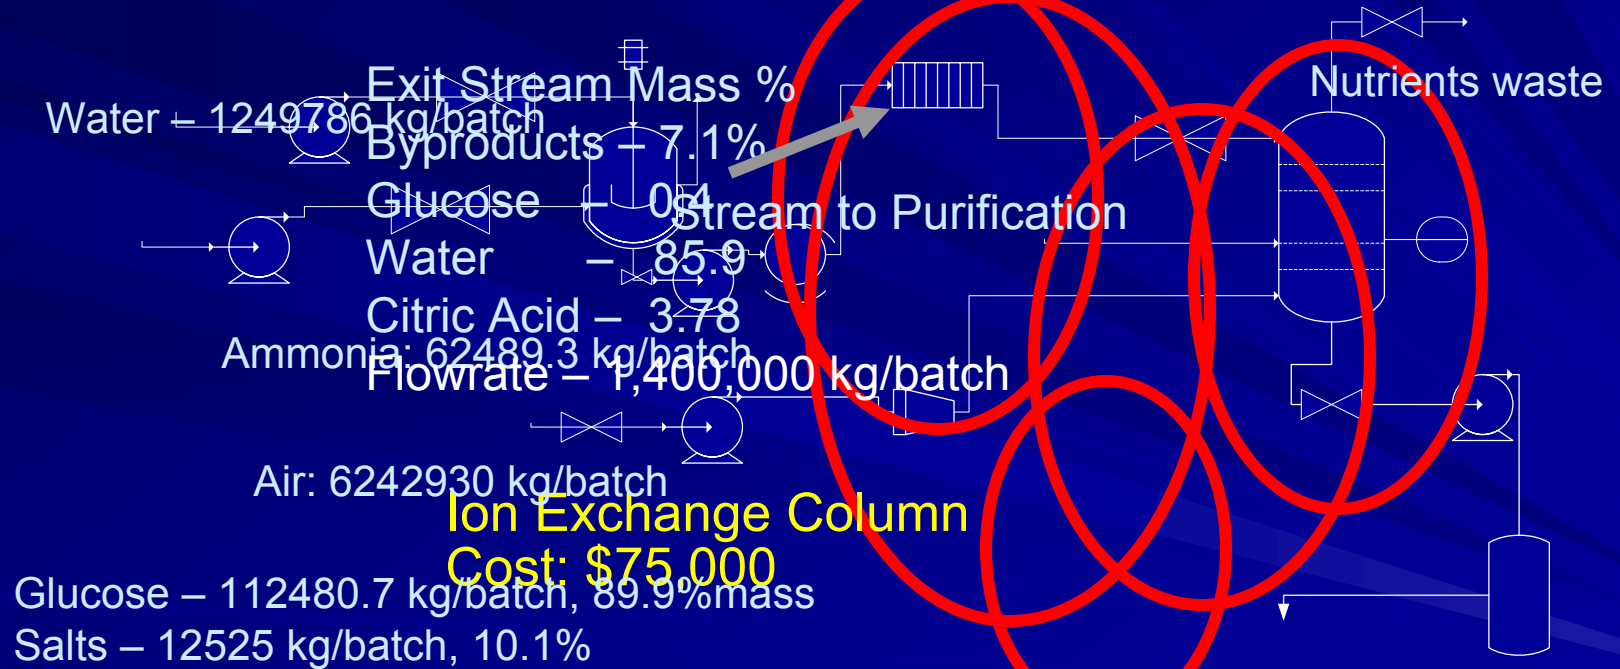 Exit Stream Mass %
Nutrients waste
Water – 1249786 kg/batch
Byproducts – 7.1%
Glucose – 0.4
Stream to Purification
Water – 85.9
Citric Acid – 3.78
Ammonia: 62489.3 kg/batch
Flowrate – 1,400,000 kg/batch
Air: 6242930 kg/batch
Ion Exchange Column
Cost: $75,000
Glucose – 112480.7 kg/batch, 89.9%mass
Salts – 12525 kg/batch, 10.1%